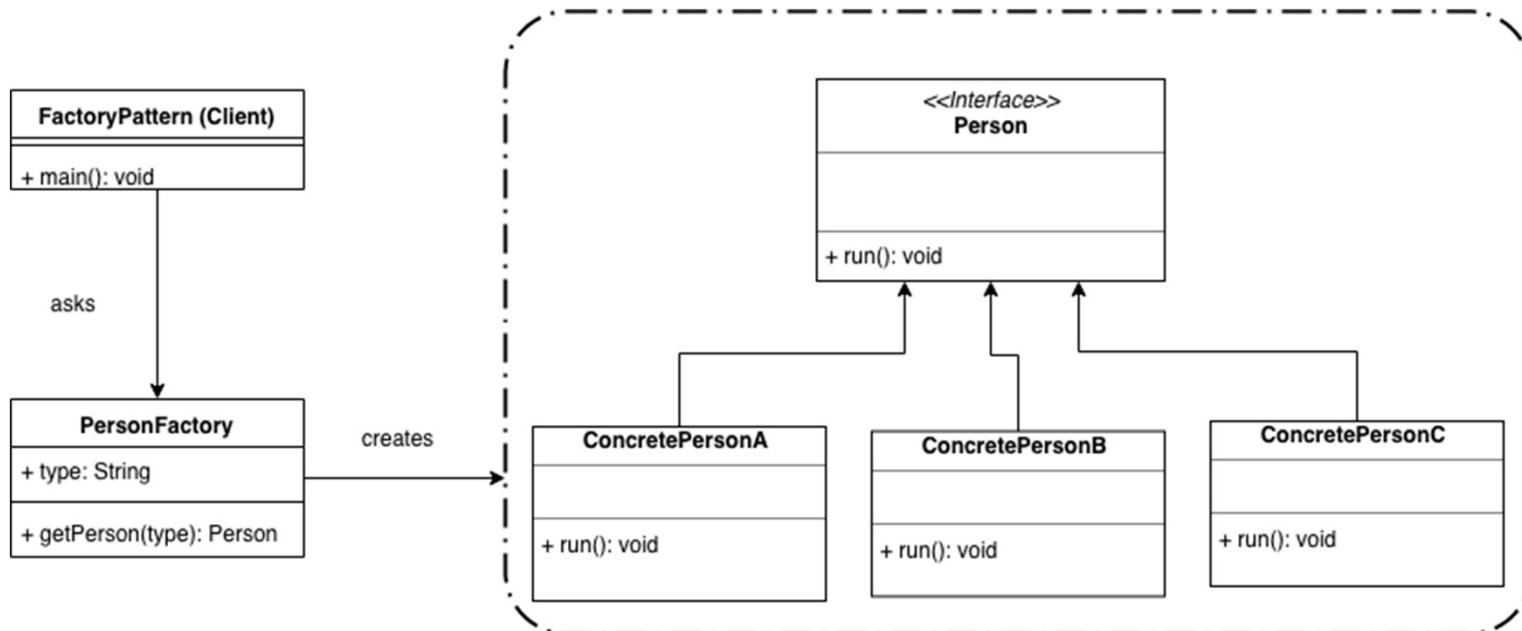 FactoryPattern (Client)
+ main(): void
asks
PersonFactory
+ type: String
+ getPerson(type): Person
creates
<<Interface>>
Person
+ run(): void
ConcretePersonA
+ run(): void
ConcretePersonB
+ run(): void
ConcretePersonC
+ run(): void